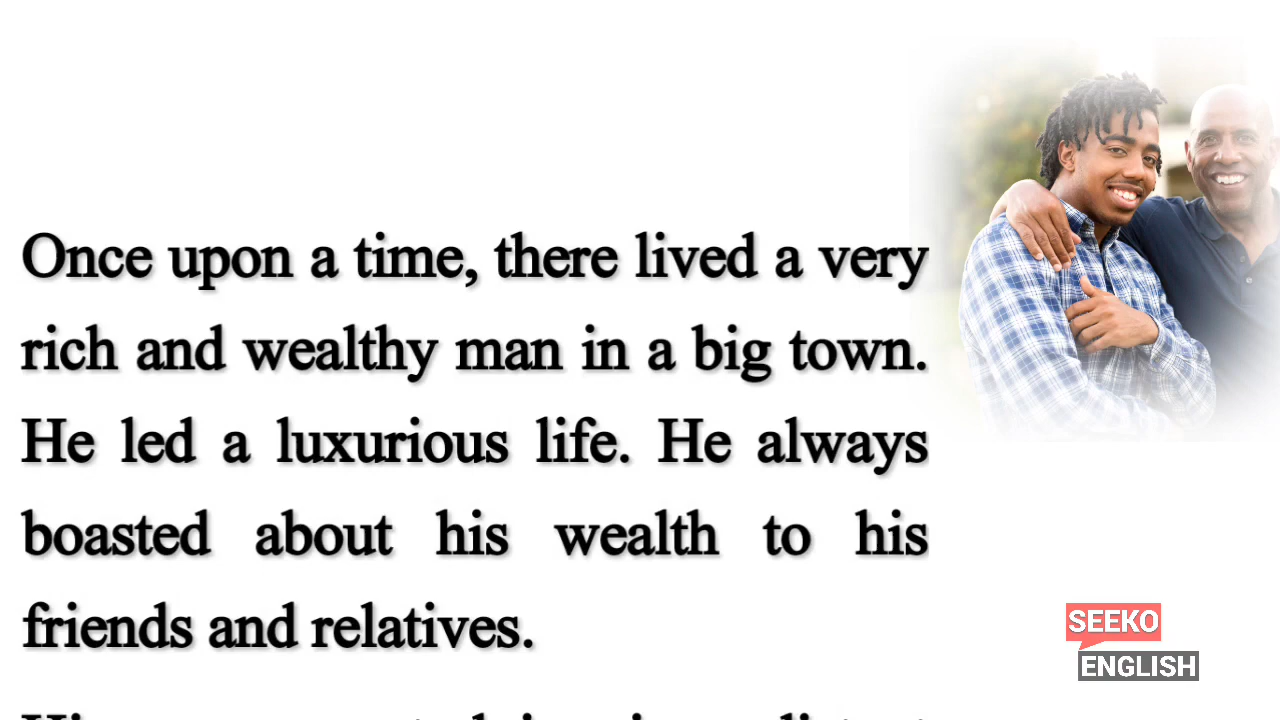 Once upon a time, there lived a very
rich and wealthy man in a big town.
He led a luxurious life. He always
boasted about his wealth to his
friends and relatives.
SEEKO
ENGLISH